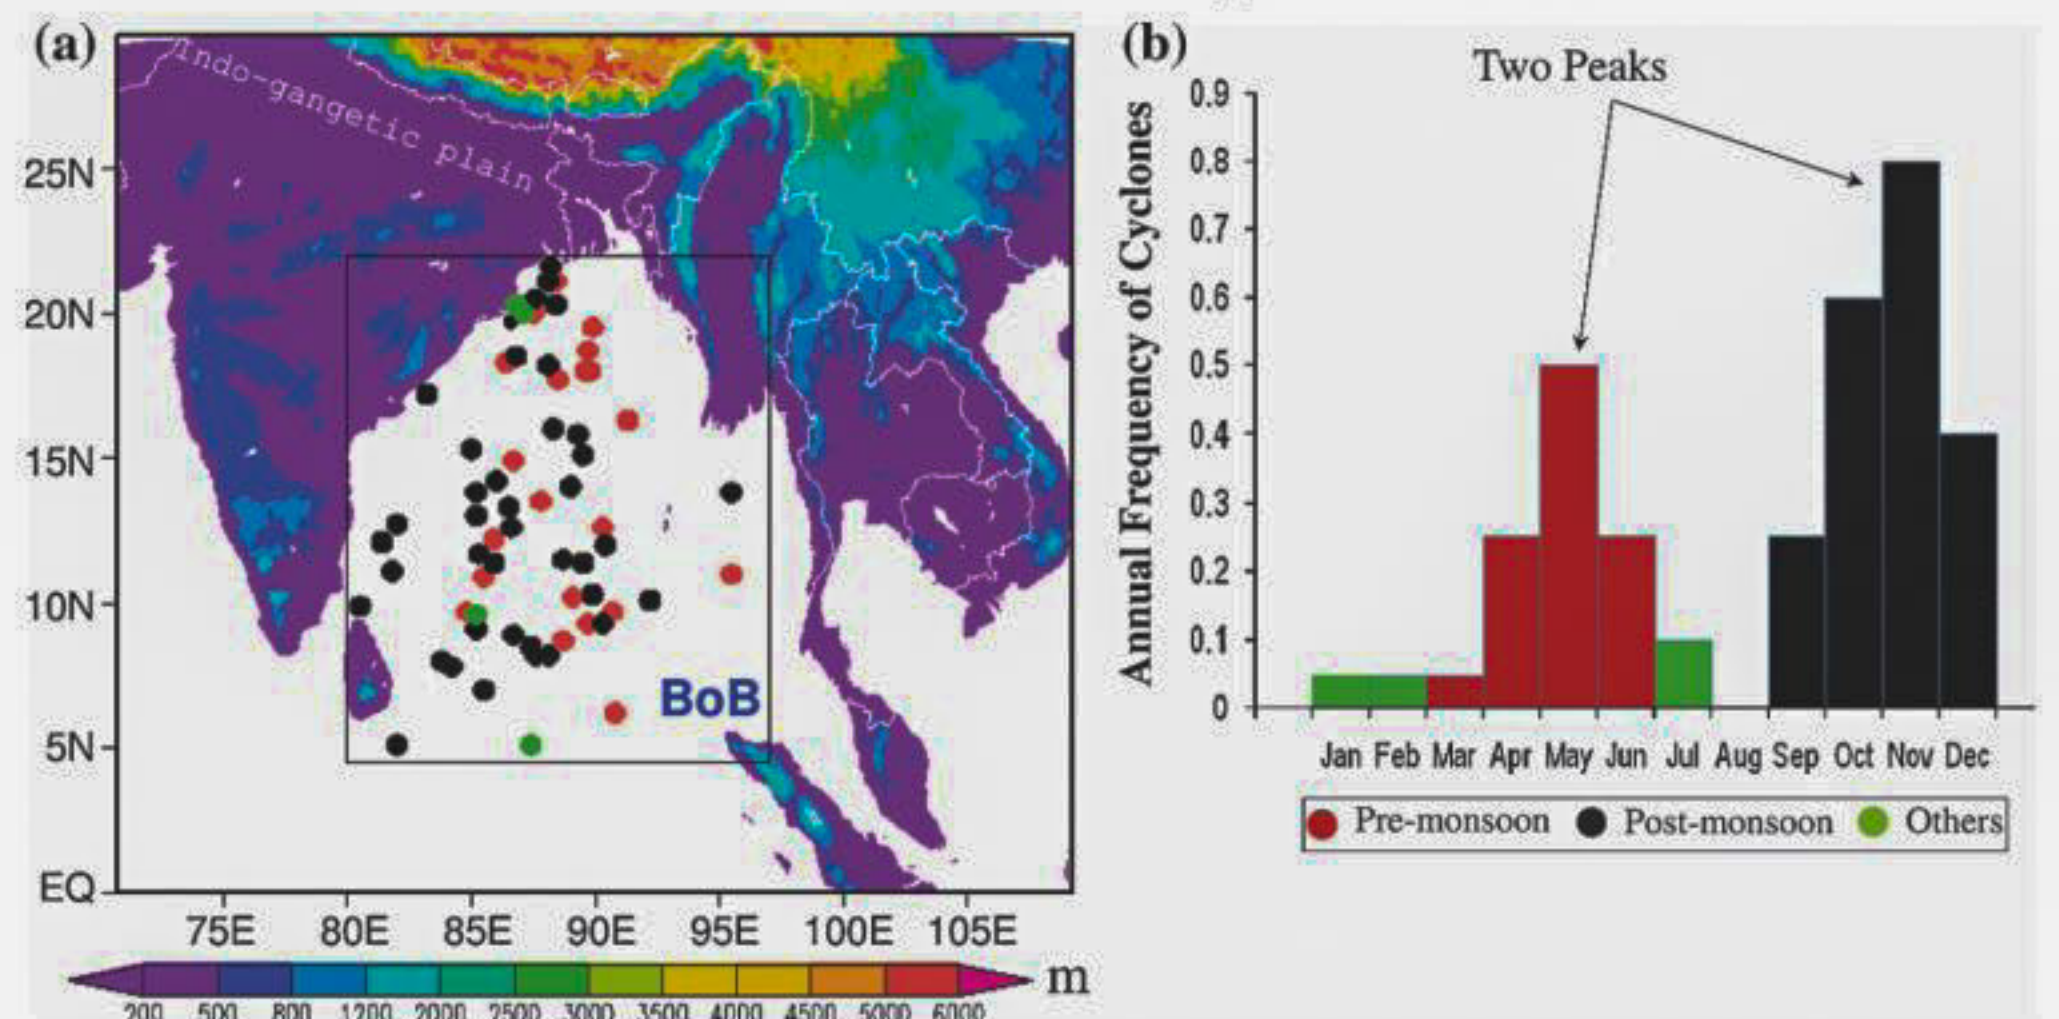 (a)
Indo-gangetic plain
25N
20N
15N
10N
5N
EQ
BoB
75E 80E 85E 90E 95E 100E 105E
m
200 500 800 1200 2000 2500 3000 3500 4000 4500 5000 6000
(b)
Two Peaks
Annual Frequency of Cyclones
0.9
0.8
0.7
0.6
0.5
0.4
0.3
0.2
0.1
0
Jan Feb Mar Apr May Jun Jul Aug Sep Oct Nov Dec
Pre-monsoon Post-monsoon Others